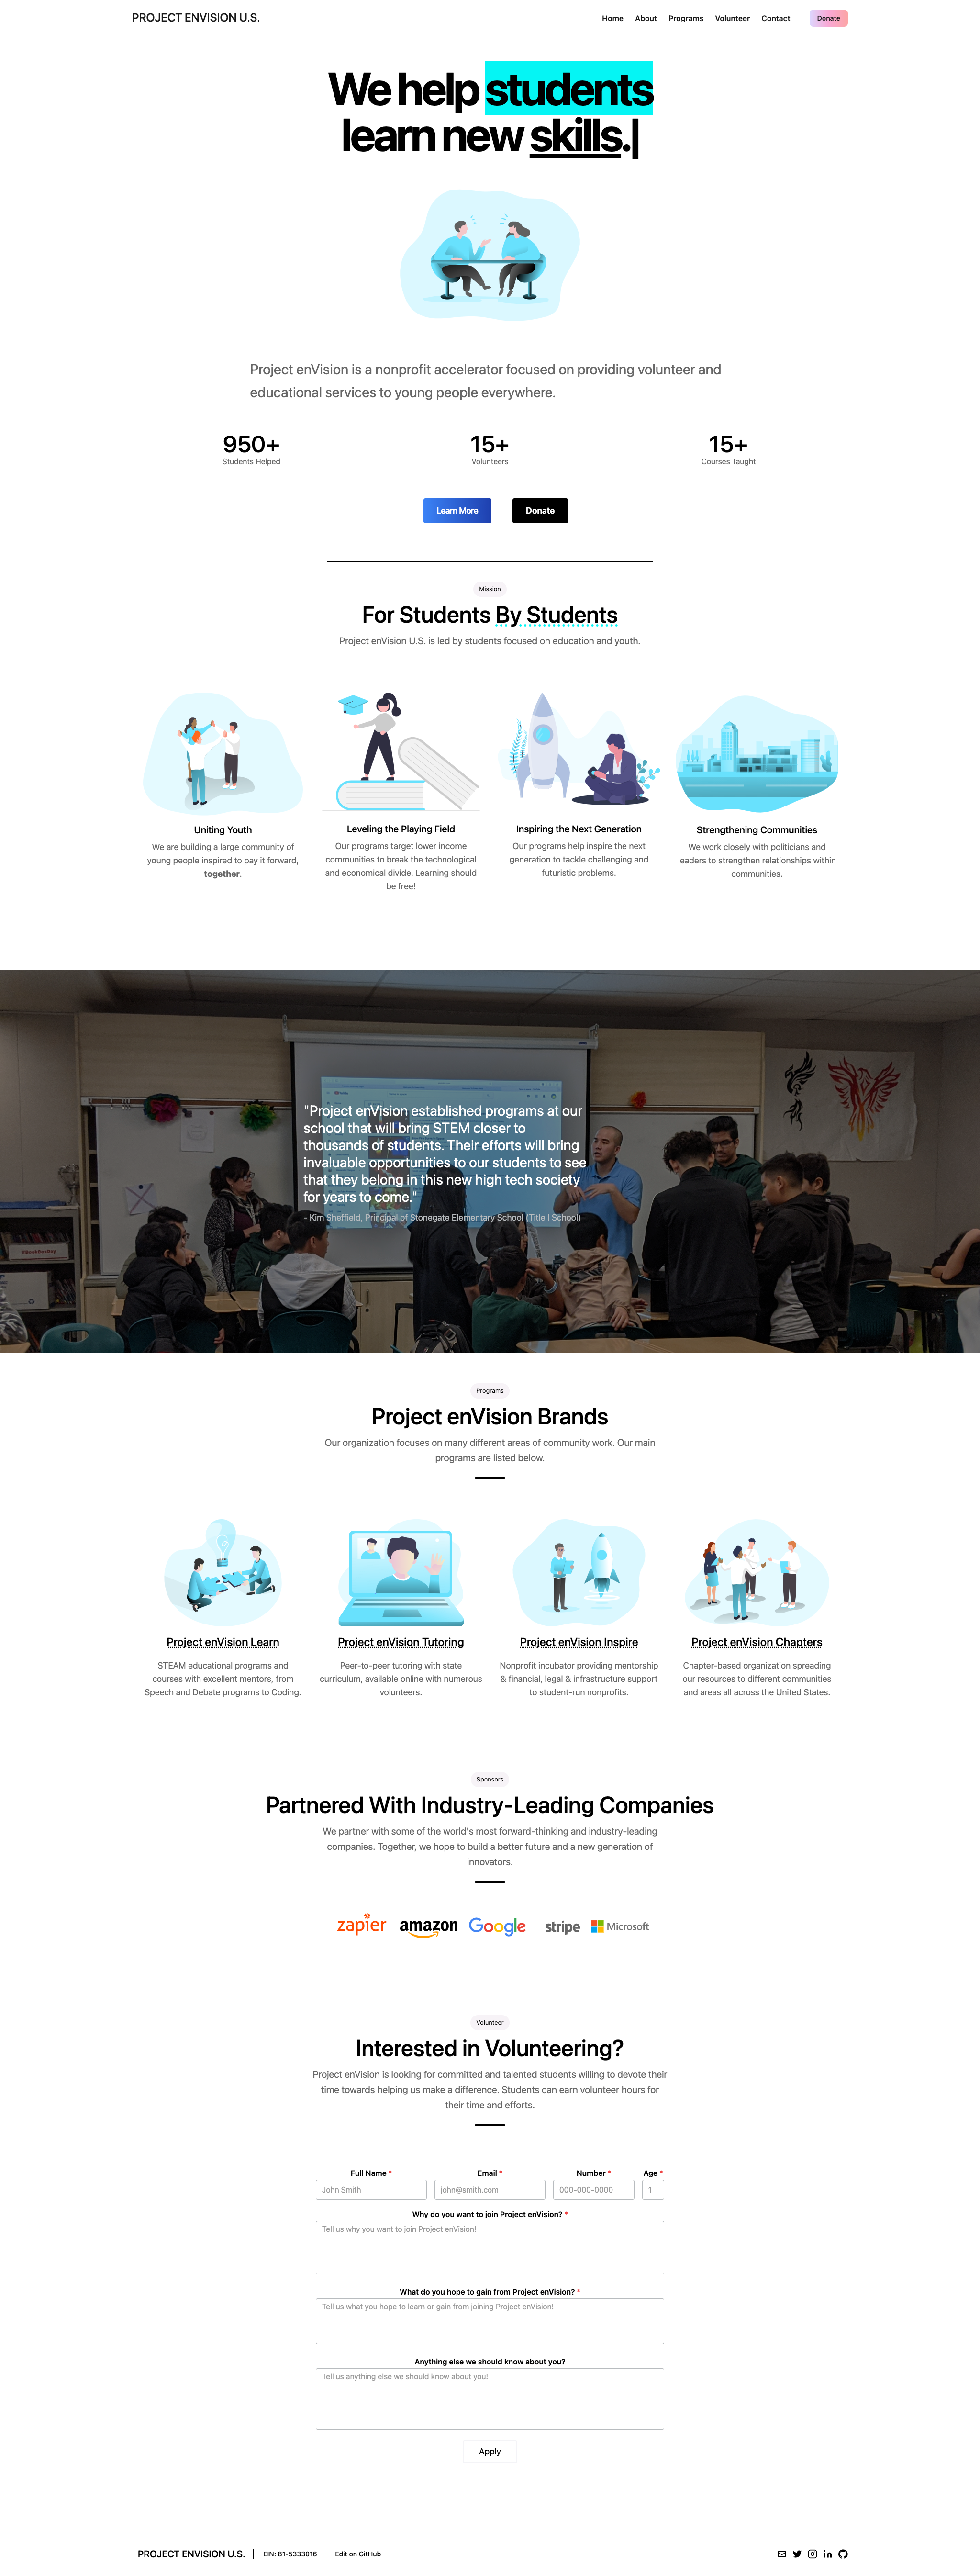 PROJECT ENVISION U.S.
Home About Programs Volunteer Contact Donate
We help students
learn new skills.
Project enVision is a nonprofit accelerator focused on providing volunteer and
educational services to young people everywhere.
950+ 15+ 15+
Students Helped Volunteers Courses Taught
Learn More Donate
Mission
For Students By Students
Project enVision U.S. is led by students focused on education and youth.
Uniting Youth
We are building a large community of
young people inspired to pay it forward,
together.
Leveling the Playing Field
Our programs target lower income
communities to break the technological
and economical divide. Learning should
be free!
Inspiring the Next Generation
Our programs help inspire the next
generation to tackle challenging and
futuristic problems.
Strengthening Communities
We work closely with politicians and
leaders to strengthen relationships within
communities.
"Project enVision established programs at our
school that will bring STEM closer to
thousands of students. Their efforts will bring
invaluable opportunities to our students to see
that they belong in this new high tech society
for years to come."
- Kim Sheffield, Principal of Stonegate Elementary School (Title I School)
Programs
Project enVision Brands
Our organization focuses on many different areas of community work. Our main
programs are listed below.
Project enVision Learn
STEAM educational programs and
courses with excellent mentors, from
Speech and Debate programs to Coding.
Project enVision Tutoring
Peer-to-peer tutoring with state
curriculum, available online with numerous
volunteers.
Project enVision Inspire
Nonprofit incubator providing mentorship
& financial, legal & infrastructure support
to student-run nonprofits.
Project enVision Chapters
Chapter-based organization spreading
our resources to different communities
and areas all across the United States.
Sponsors
Partnered With Industry-Leading Companies
We partner with some of the world's most forward-thinking and industry-leading
companies. Together, we hope to build a better future and a new generation of
innovators.
zapier amazon Google stripe Microsoft
Volunteer
Interested in Volunteering?
Project enVision is looking for committed and talented students willing to devote their
time towards helping us make a difference. Students can earn volunteer hours for
their time and efforts.
Full Name * Email * Number * Age *
John Smith john@smith.com 000-000-0000 1
Why do you want to join Project enVision? *
Tell us why you want to join Project enVision!
What do you hope to gain from Project enVision? *
Tell us what you hope to learn or gain from joining Project enVision!
Anything else we should know about you?
Tell us anything else we should know about you!
Apply
PROJECT ENVISION U.S. EIN: 81-5333016 Edit on GitHub